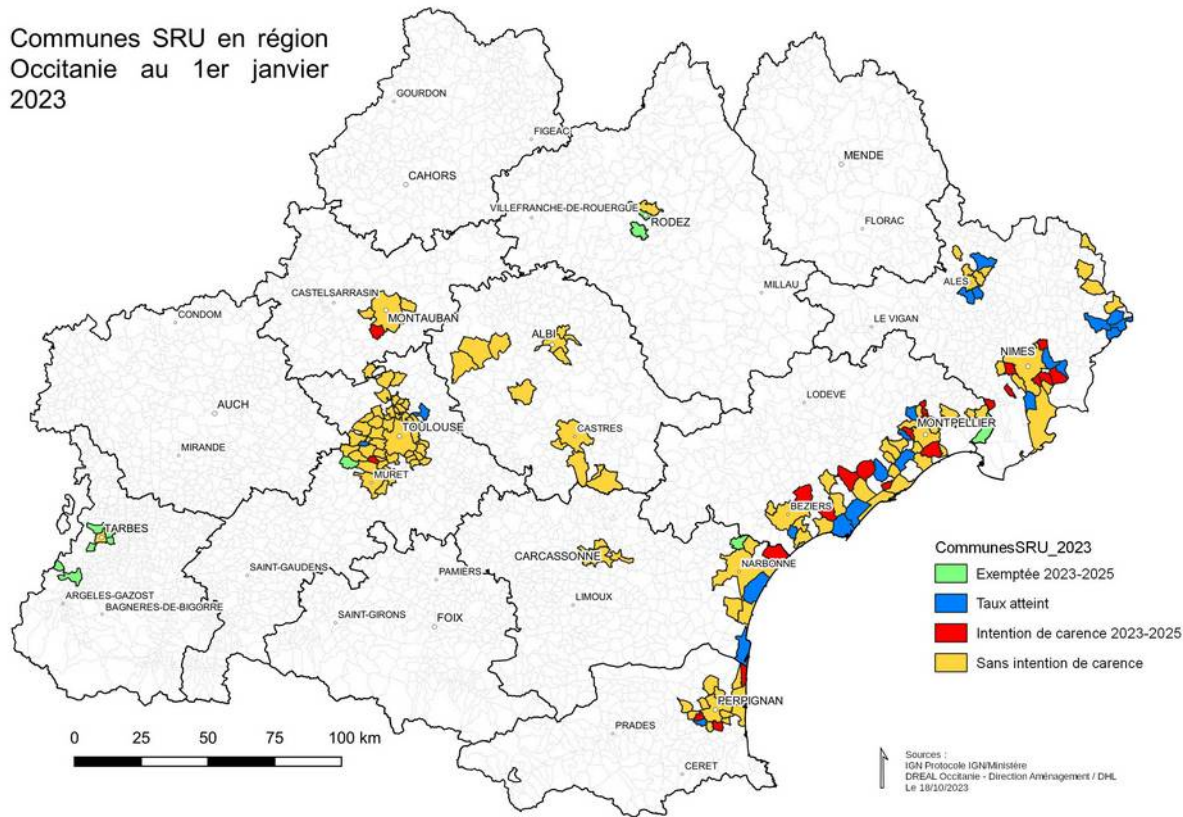 Communes SRU en région
Occitanie au 1er janvier
2023
GOURDON
FIGEAC
CAHORS
MENDE
VILLEFRANCHE-DE-ROUERGUE
RODEZ
FLORAC
CASTELSARRASIN
MILLAU
ALES
CONDOM
MONTAUBAN
LE VIGAN
ALBI
NIMES
LODEVE
AUCH
TOULOUSE
CASTRES
MONTPELLIER
MIRANDE
MURET
BEZIERS
TARBES
CARCASSONNE
NARBONNE
SAINT-GAUDENS
PAMIERS
ARGELES-GAZOST
BAGNERES-DE-BIGORRE
LIMOUX
SAINT-GIRONS
FOIX
PERPIGNAN
PRADES
CERET
CommunesSRU_2023
Exemptée 2023-2025
Taux atteint
Intention de carence 2023-2025
Sans intention de carence
0 25 50 75 100 km
Sources :
IGN Protocole IGN/Ministère
DREAL Occitanie - Direction Aménagement / DHL
Le 18/10/2023